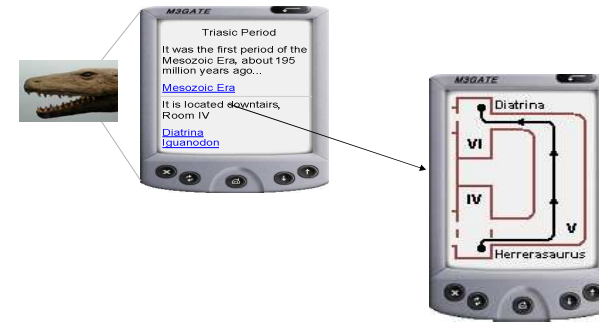 M3GATE
Triasic Period
It was the first period of the
Mesozoic Era, about 195
million years ago...
Mesozoic Era
It is located downtairs,
Room IV
Diatrina
Iguanodon
M3GATE
Diatrina
VI
IV
V
Herrerasaurus